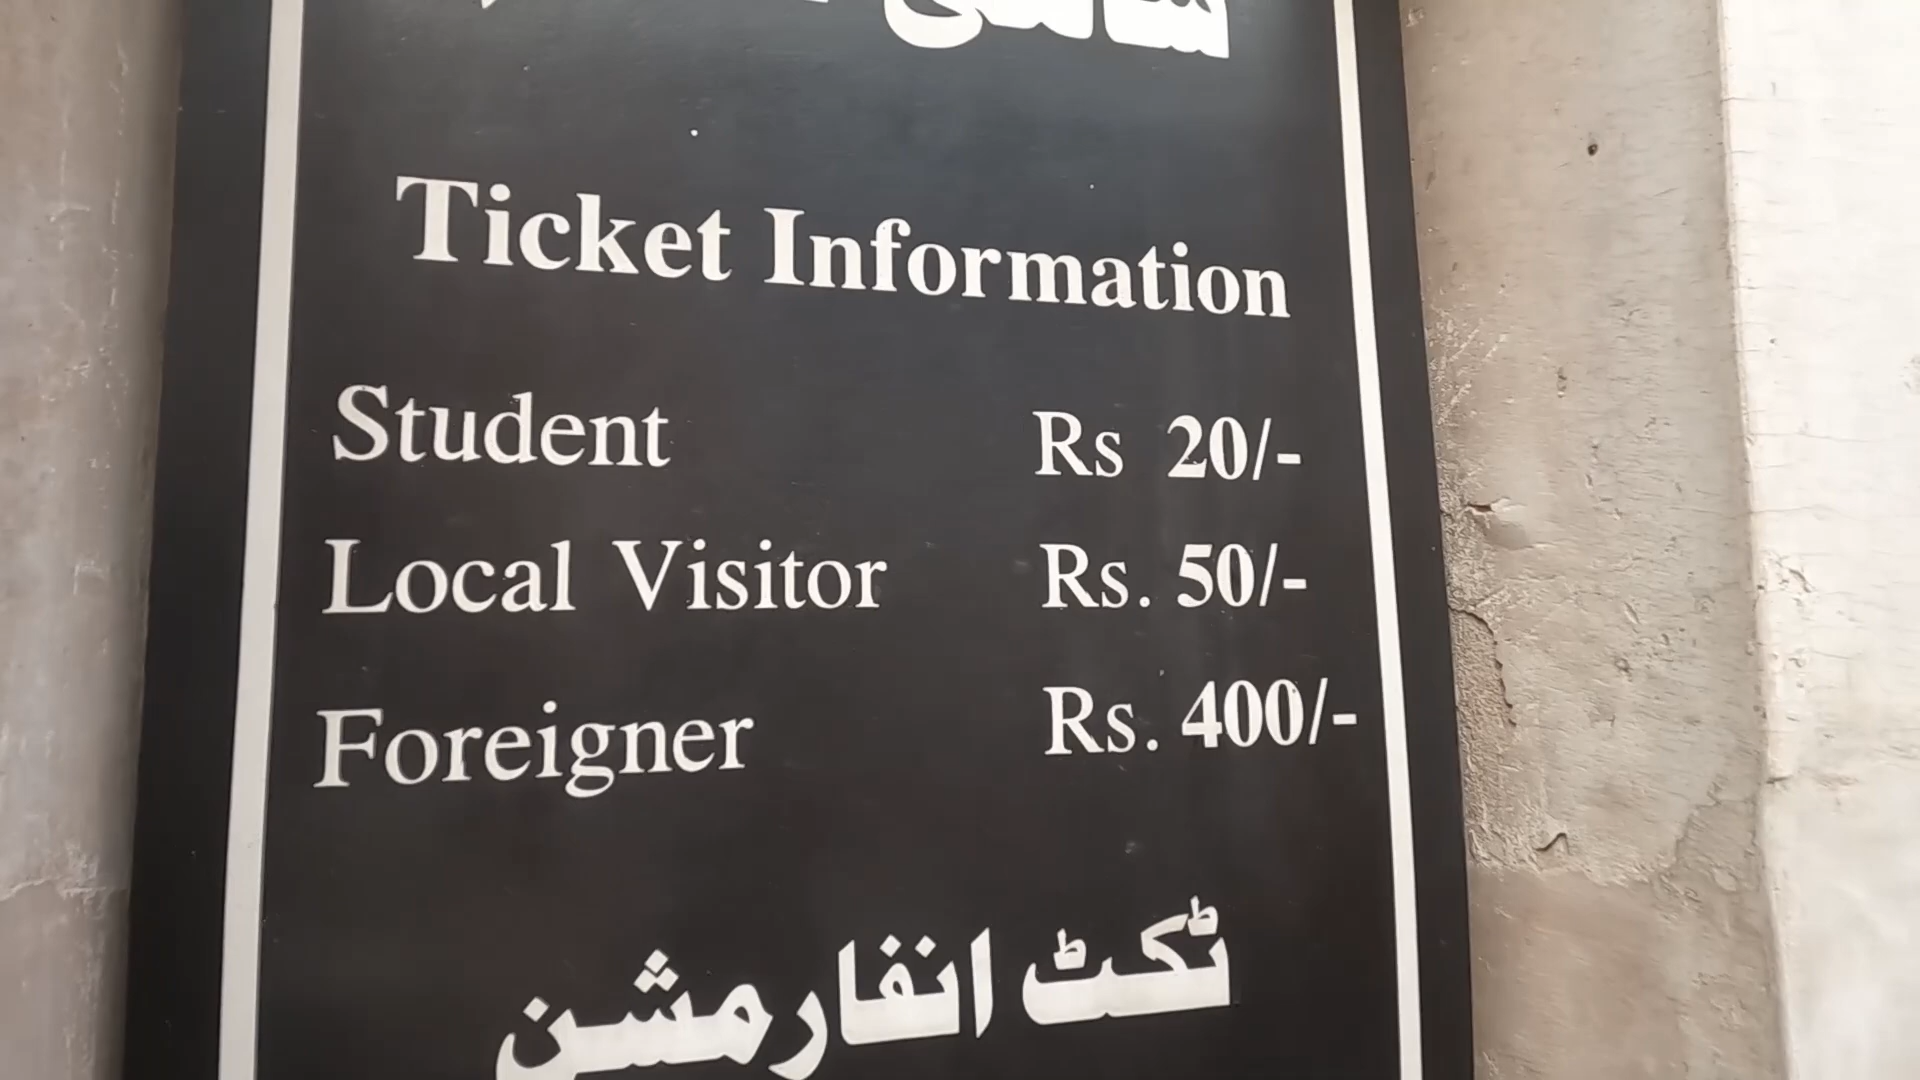 Ticket Information
Student Rs 20/-
Local Visitor Rs. 50/-
Foreigner Rs. 400/-
ٹکٹ انفارمشن